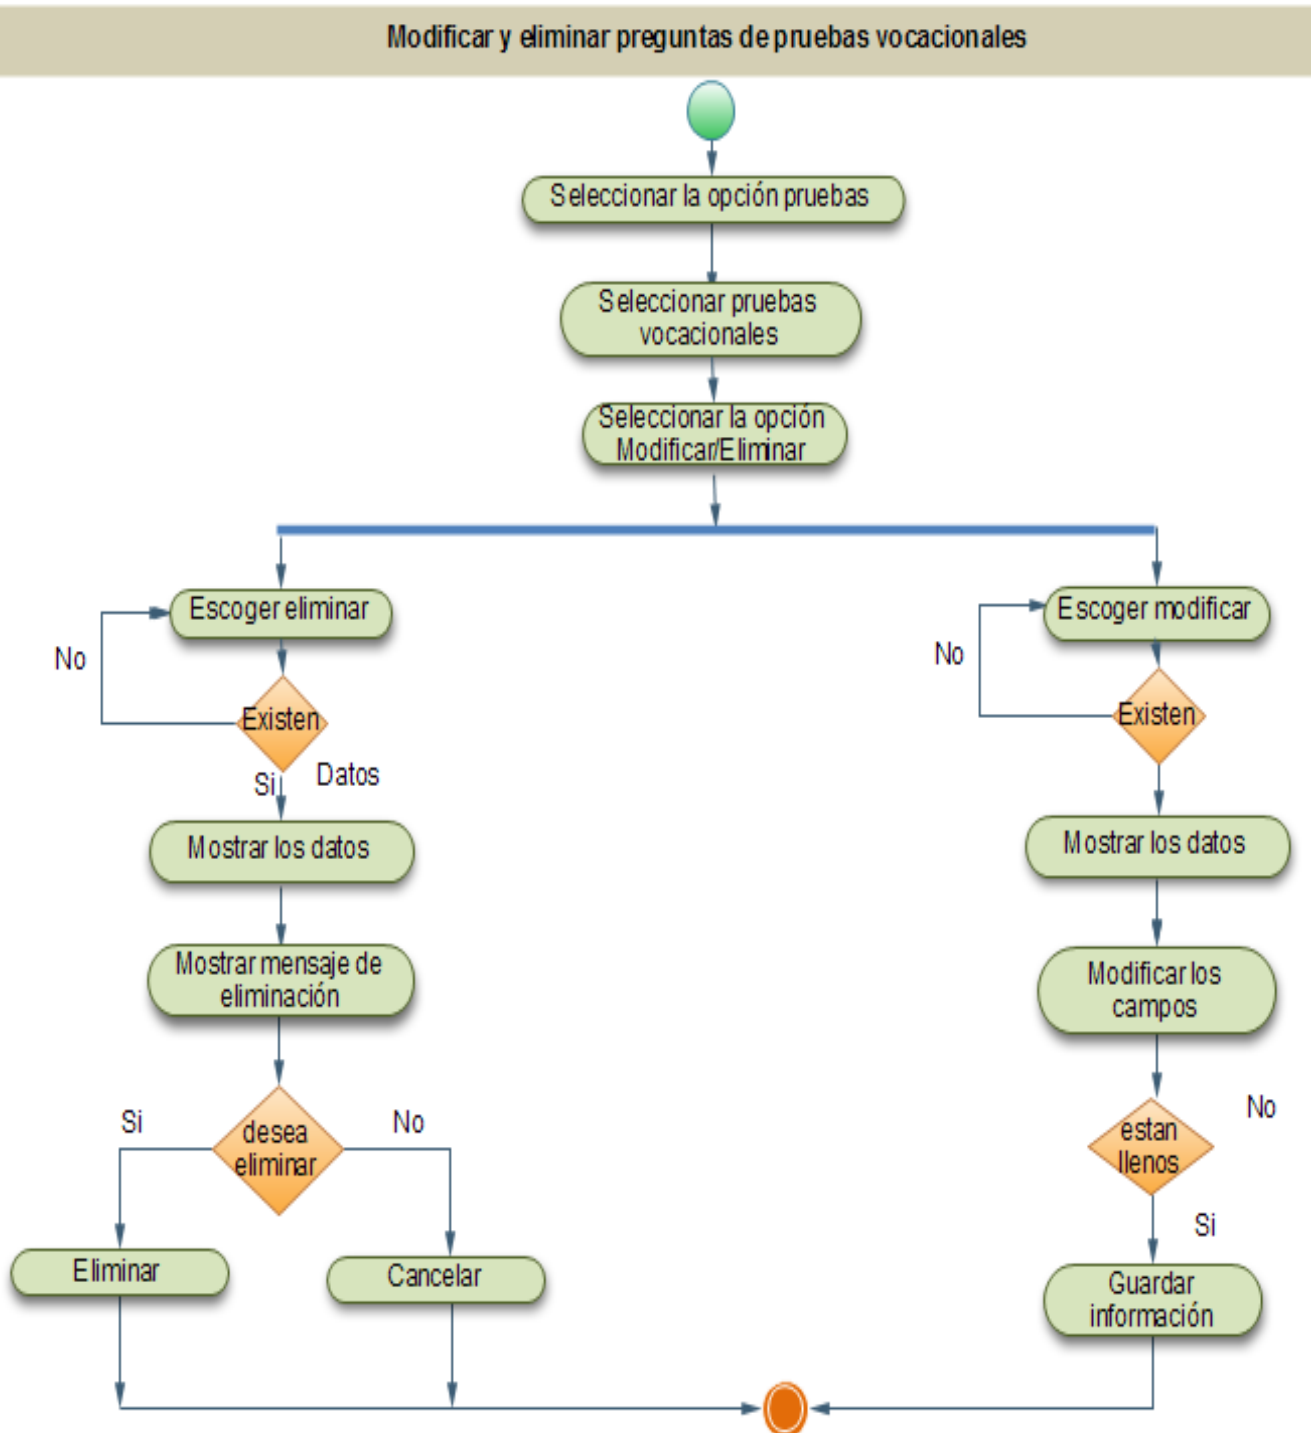 Modificar y eliminar preguntas de pruebas vocacionales
Seleccionar la opción pruebas
Seleccionar pruebas
vocacionales
Seleccionar la opción
Modificar/Eliminar
Escoger eliminar
No
Existen
Datos
Si
Mostrar los datos
Mostrar mensaje de
eliminación
desea
eliminar
Si
No
Eliminar
Cancelar
Escoger modificar
No
Existen
Mostrar los datos
Modificar los
campos
estan
llenos
No
Si
Guardar
información